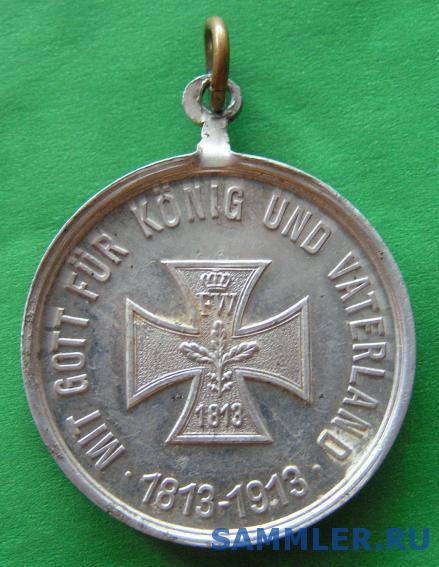 MIT GOTT FÜR KÖNIG UND VATERLAND
· 1813-1913 ·
FW
1813
SAMMLER.RU